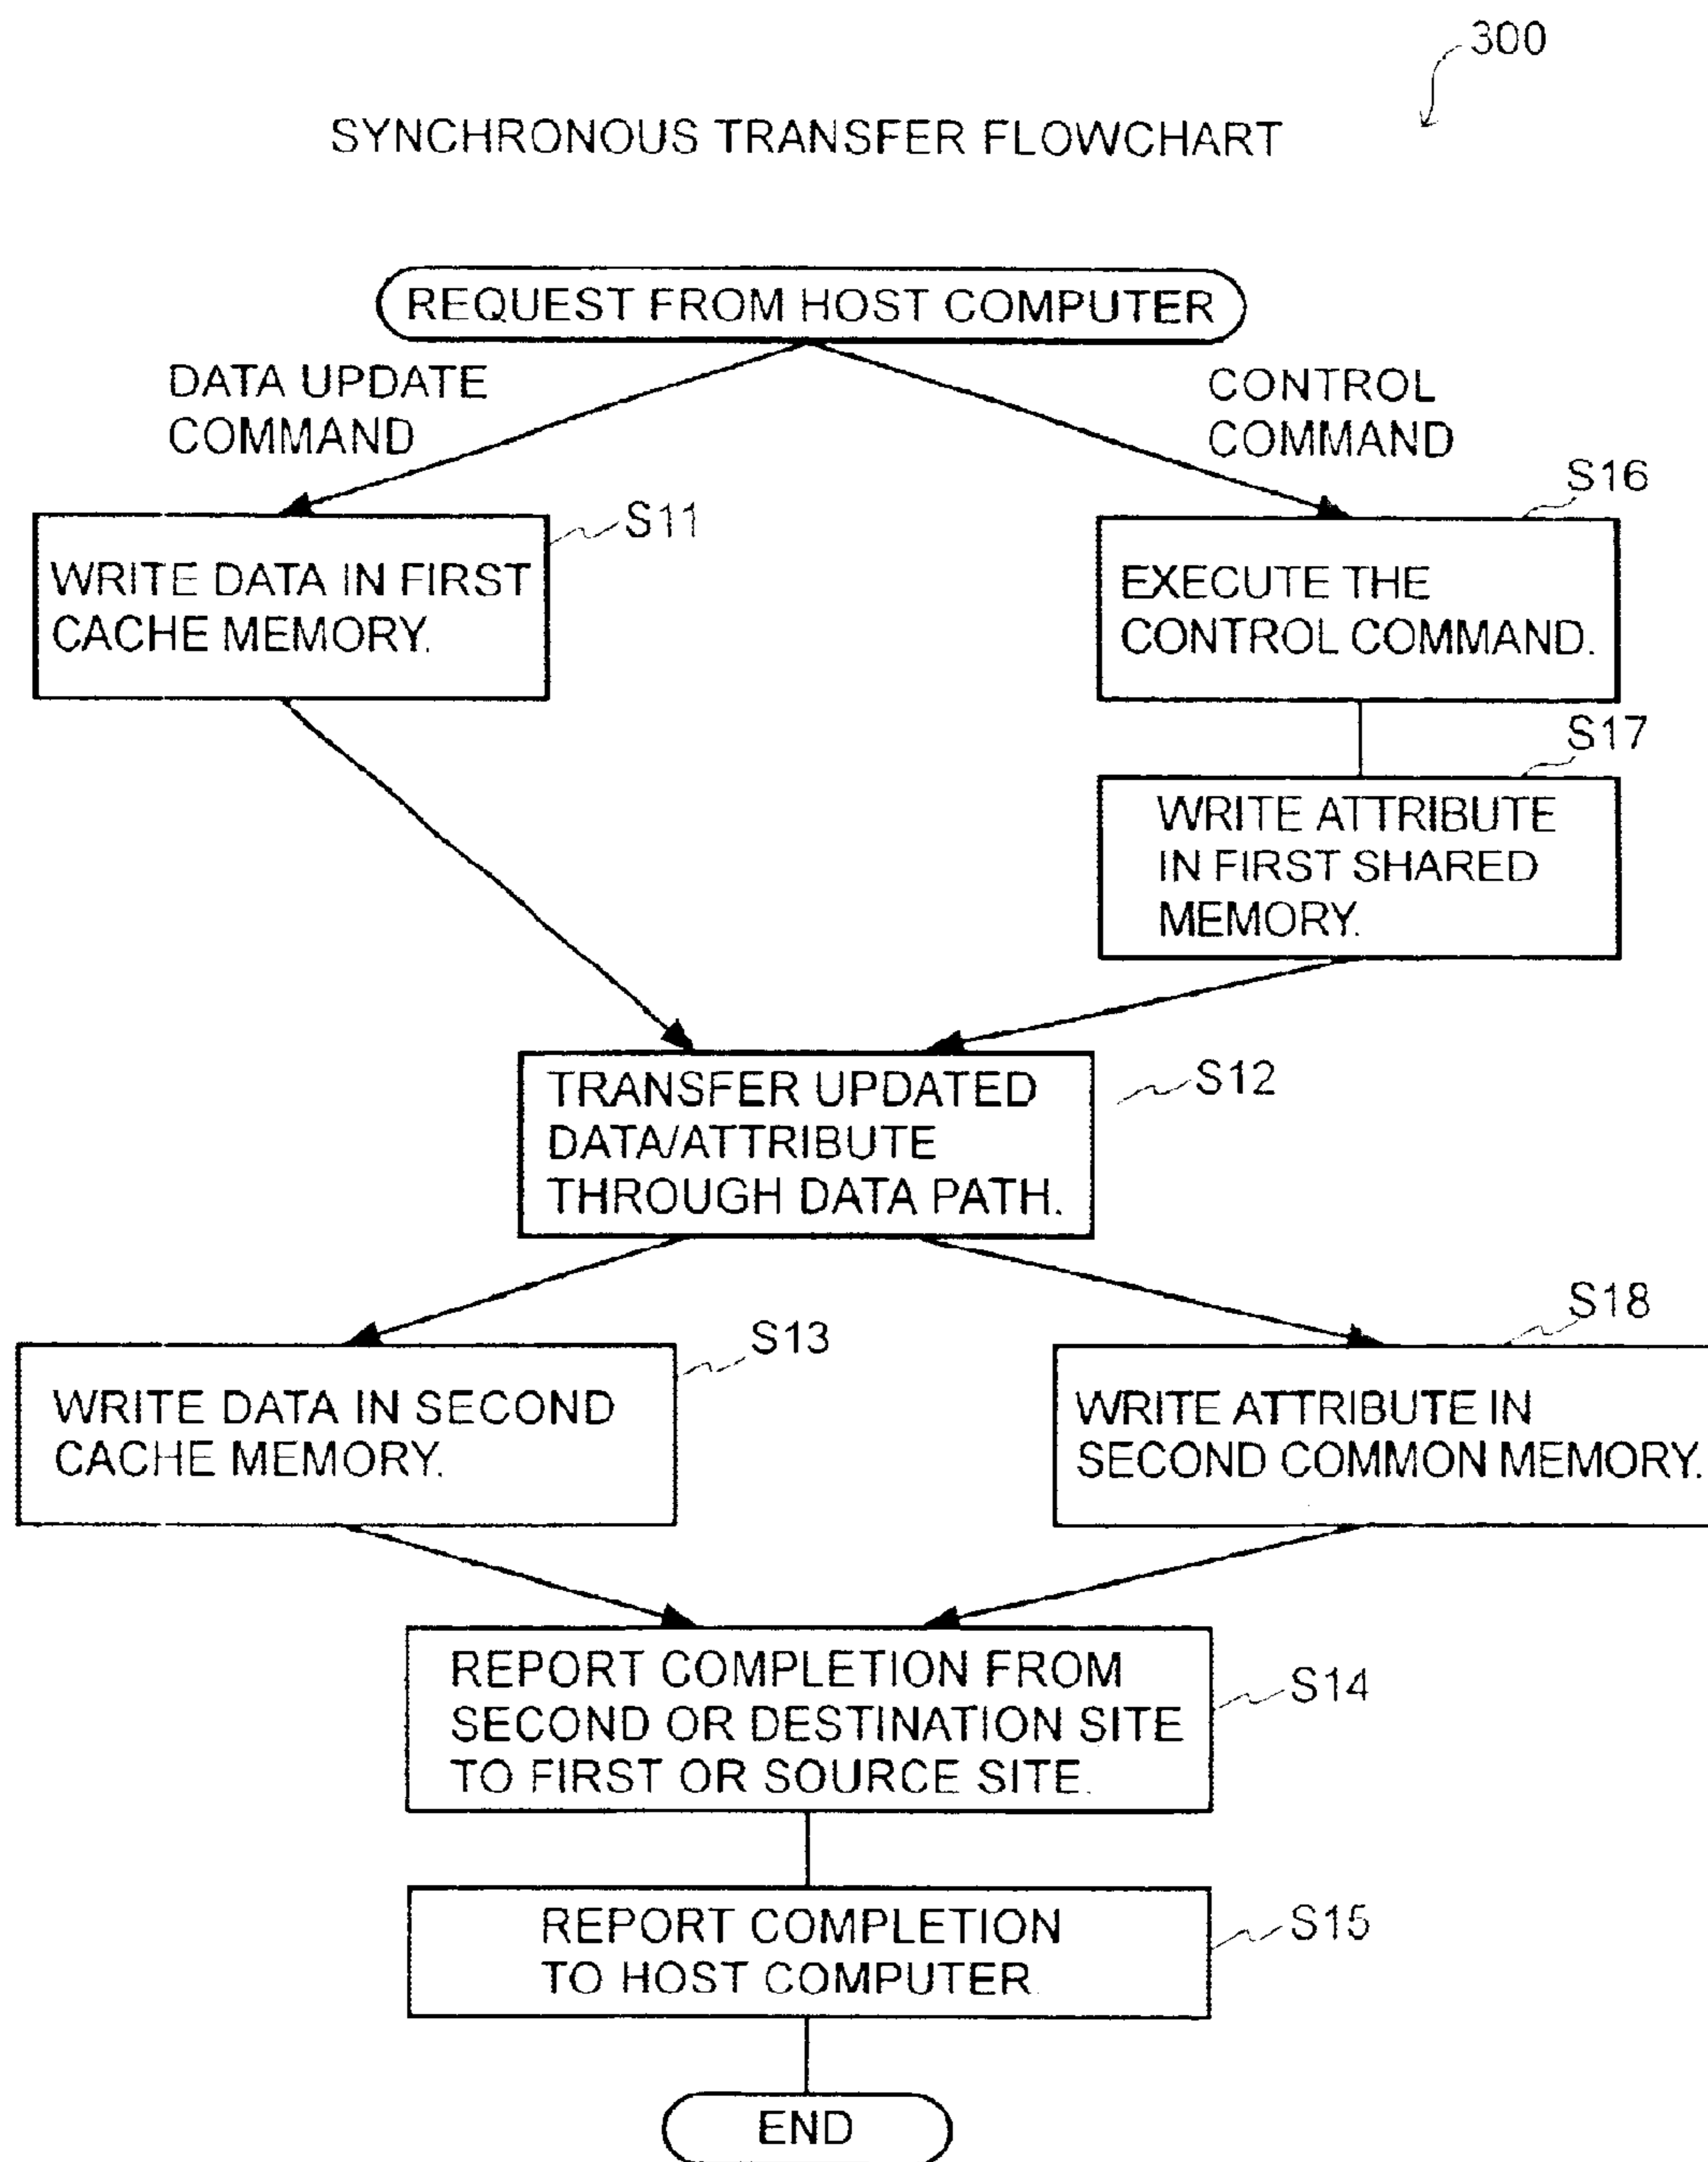 300
SYNCHRONOUS TRANSFER FLOWCHART
REQUEST FROM HOST COMPUTER
DATA UPDATE
COMMAND
CONTROL
COMMAND
S11
WRITE DATA IN FIRST
CACHE MEMORY.
S16
EXECUTE THE
CONTROL COMMAND.
S17
WRITE ATTRIBUTE
IN FIRST SHARED
MEMORY.
S12
TRANSFER UPDATED
DATA/ATTRIBUTE
THROUGH DATA PATH.
S13
WRITE DATA IN SECOND
CACHE MEMORY.
S18
WRITE ATTRIBUTE IN
SECOND COMMON MEMORY.
S14
REPORT COMPLETION FROM
SECOND OR DESTINATION SITE
TO FIRST OR SOURCE SITE.
S15
REPORT COMPLETION
TO HOST COMPUTER.
END